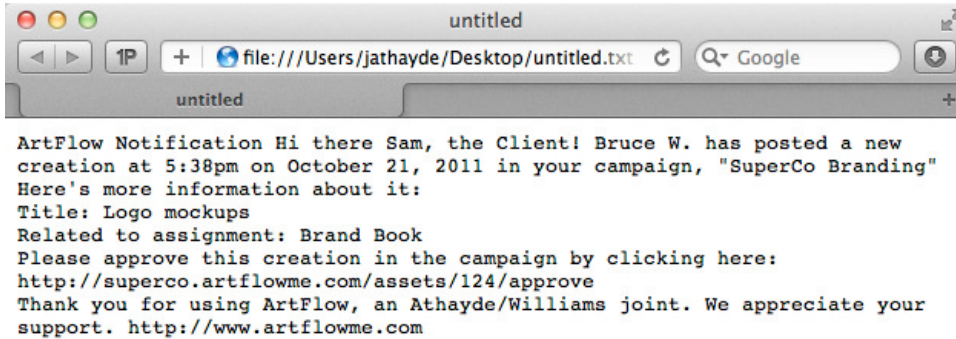 untitled
1P
+
file:///Users/jathayde/Desktop/untitled.txt
Google
untitled
+
ArtFlow Notification Hi there Sam, the Client! Bruce W. has posted a new
creation at 5:38pm on October 21, 2011 in your campaign, "SuperCo Branding"
Here's more information about it:
Title: Logo mockups
Related to assignment: Brand Book
Please approve this creation in the campaign by clicking here:
http://superco.artflowme.com/assets/124/approve
Thank you for using ArtFlow, an Athayde/Williams joint. We appreciate your
support. http://www.artflowme.com